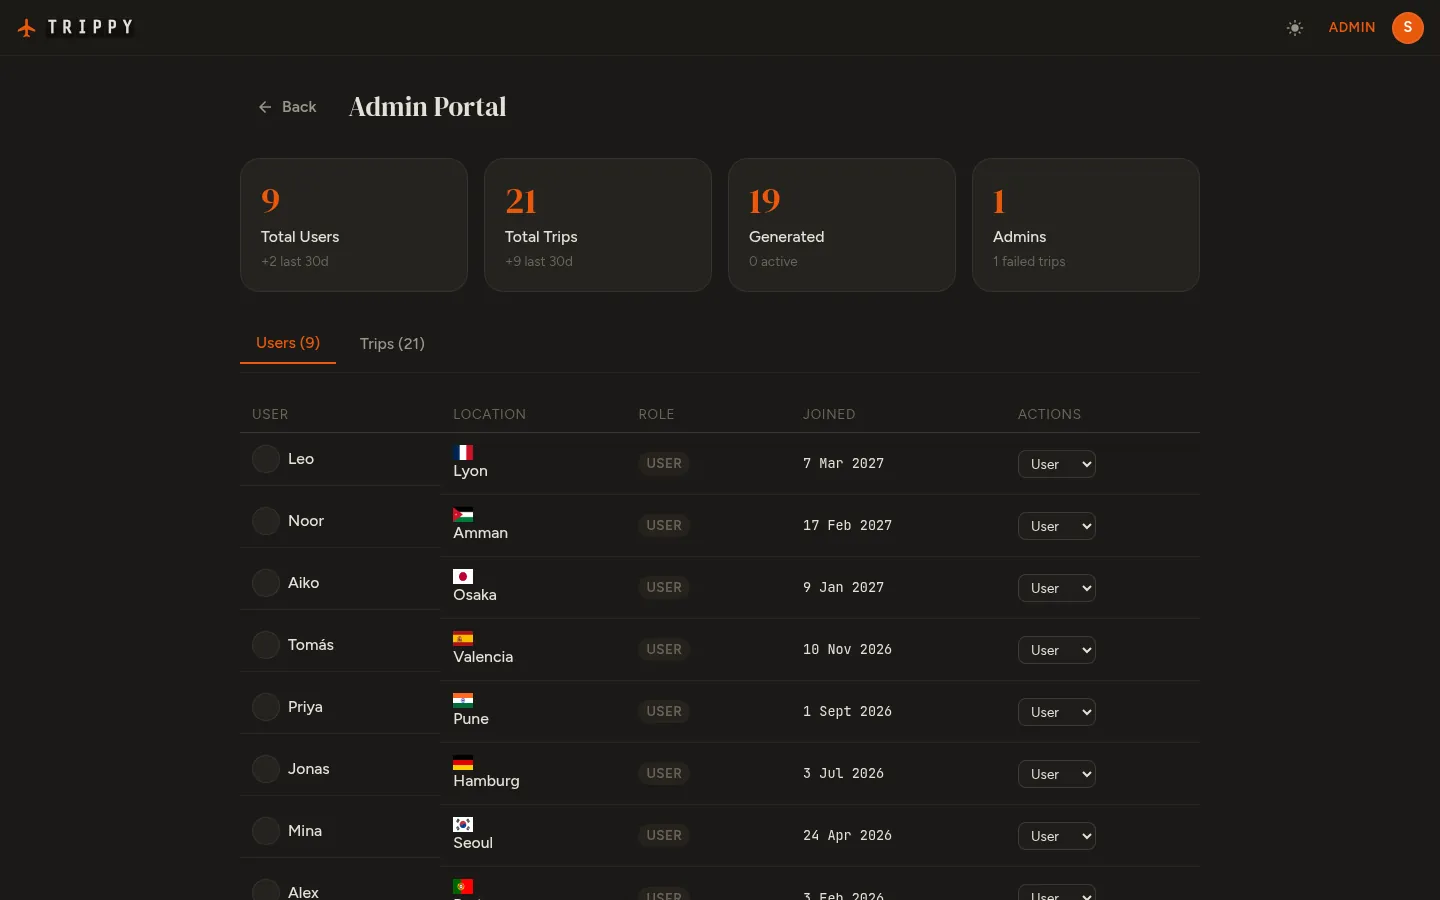 TRIPPY
ADMIN
S
Back
Admin Portal
9
Total Users
+2 last 30d
21
Total Trips
+9 last 30d
19
Generated
0 active
1
Admins
1 failed trips
Users (9)
Trips (21)
USER LOCATION ROLE JOINED ACTIONS
Leo Lyon USER 7 Mar 2027 User
Noor Amman USER 17 Feb 2027 User
Aiko Osaka USER 9 Jan 2027 User
Tomás Valencia USER 10 Nov 2026 User
Priya Pune USER 1 Sept 2026 User
Jonas Hamburg USER 3 Jul 2026 User
Mina Seoul USER 24 Apr 2026 User
Alex USER 3 Feb 2026 User